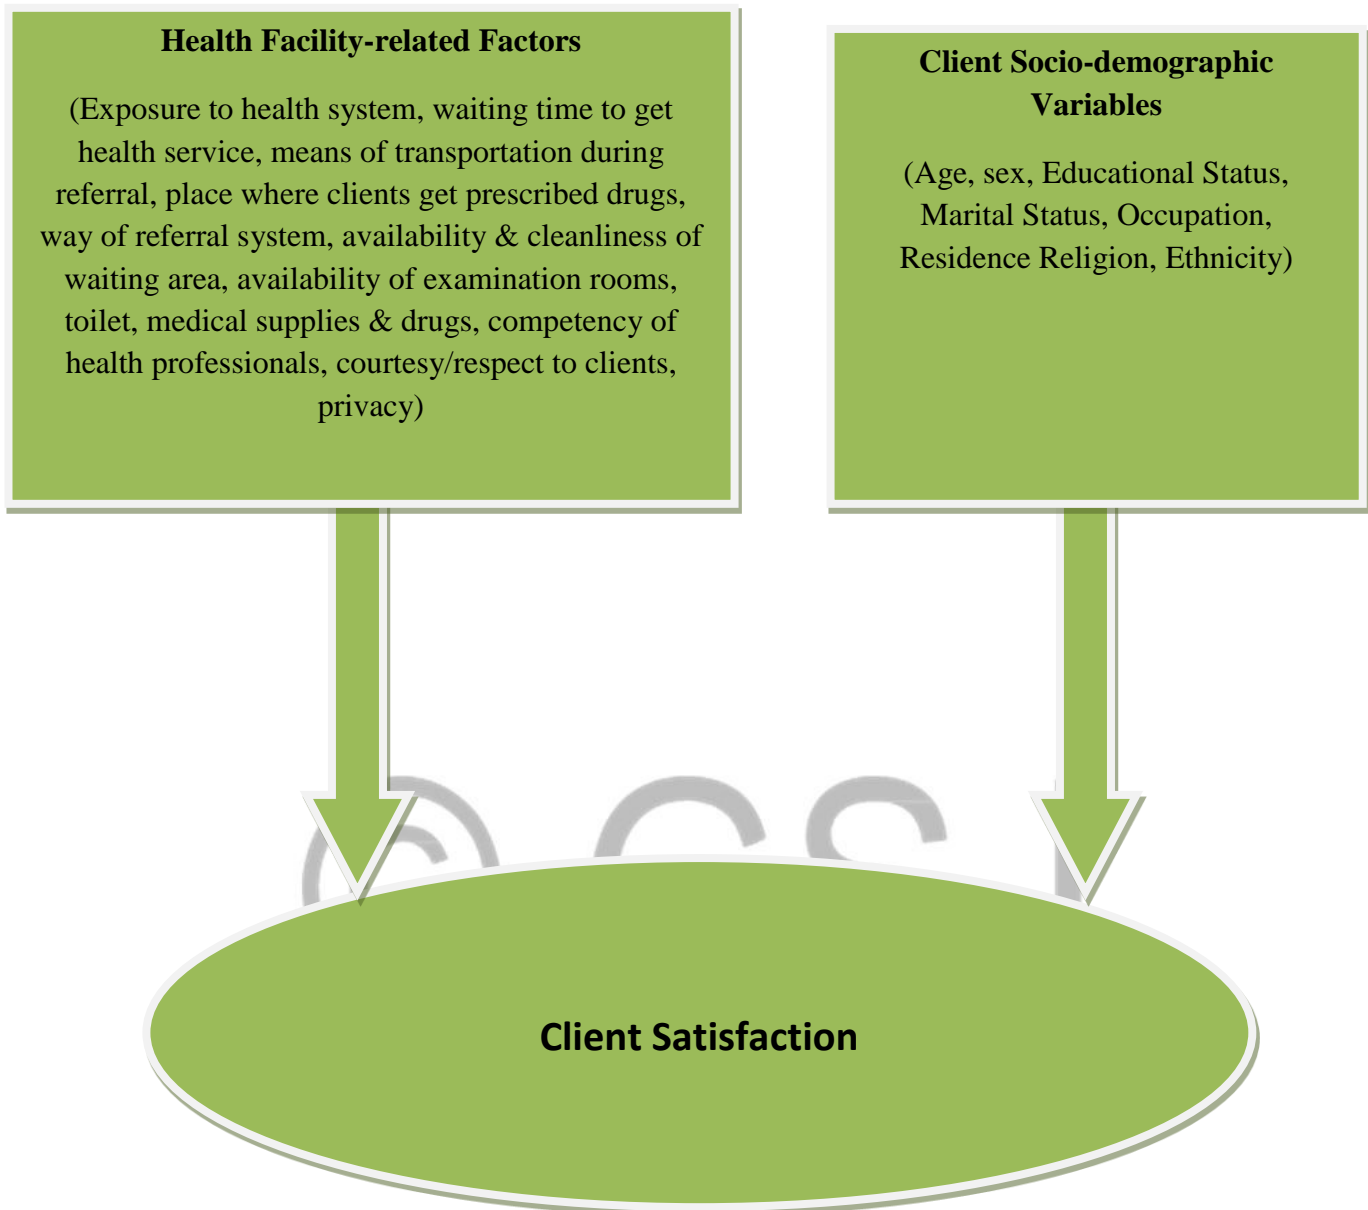 Health Facility-related Factors
(Exposure to health system, waiting time to get
health service, means of transportation during
referral, place where clients get prescribed drugs,
way of referral system, availability & cleanliness of
waiting area, availability of examination rooms,
toilet, medical supplies & drugs, competency of
health professionals, courtesy/respect to clients,
privacy)
Client Socio-demographic
Variables
(Age, sex, Educational Status,
Marital Status, Occupation,
Residence Religion, Ethnicity)
Client Satisfaction